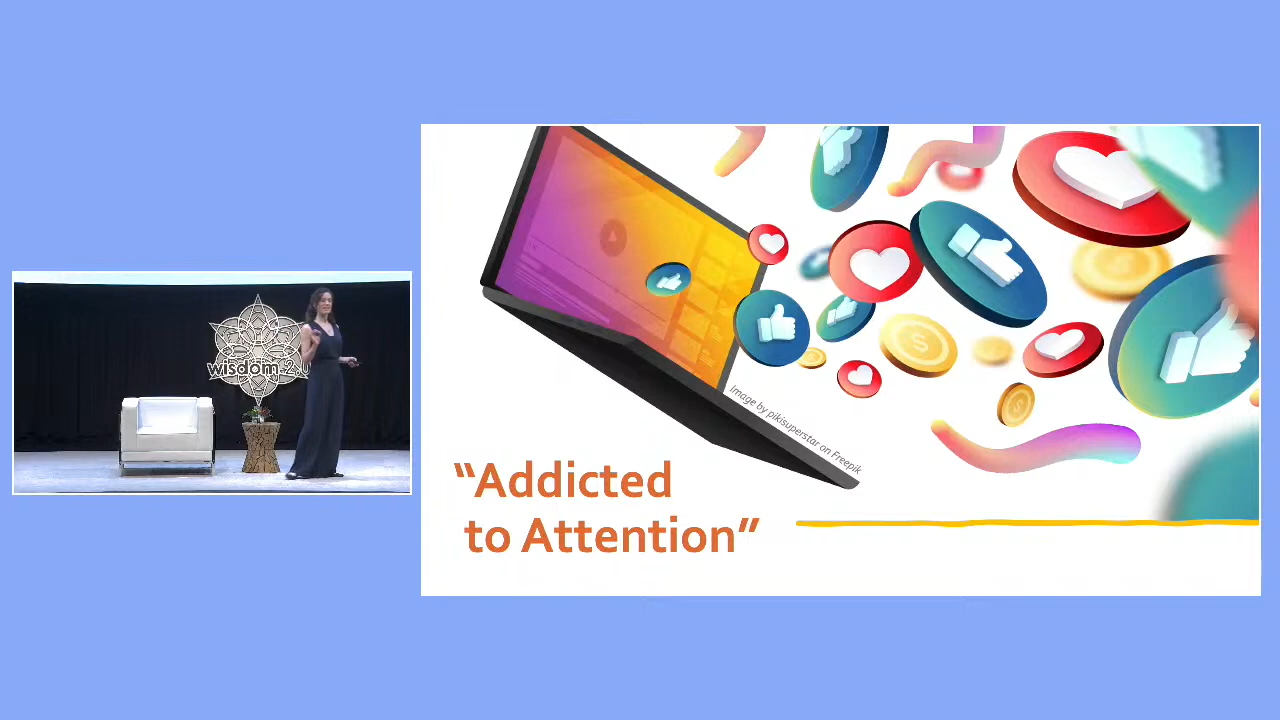 wisdom 2.0
“Addicted
to Attention”
Image by pikisuperstar on Freepik